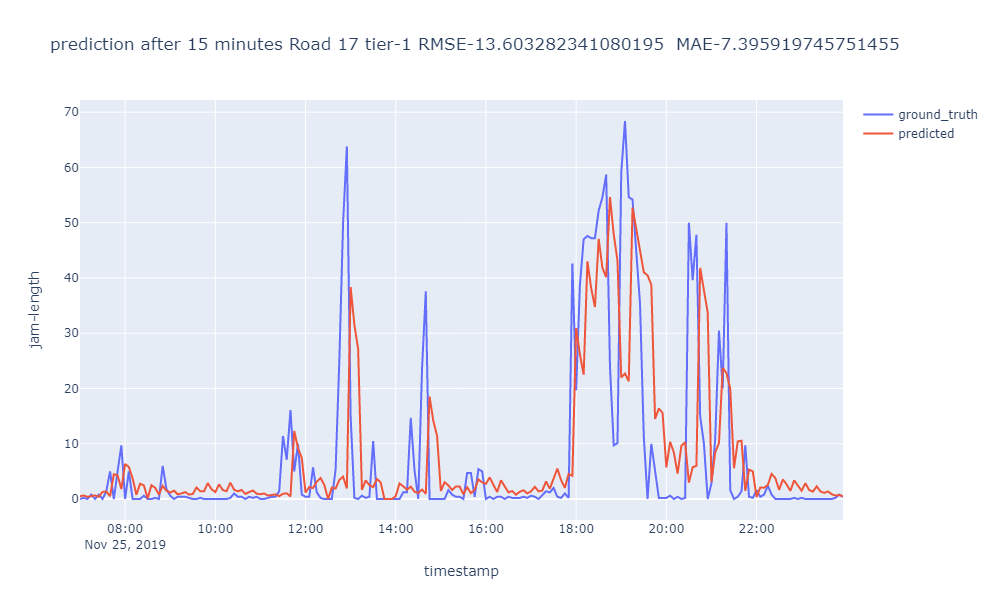 prediction after 15 minutes Road 17 tier-1 RMSE-13.603282341080195  MAE-7.395919745751455
ground_truth
predicted
70
60
50
40
30
20
10
0
jam-length
08:00 10:00 12:00 14:00 16:00 18:00 20:00 22:00
Nov 25, 2019
timestamp